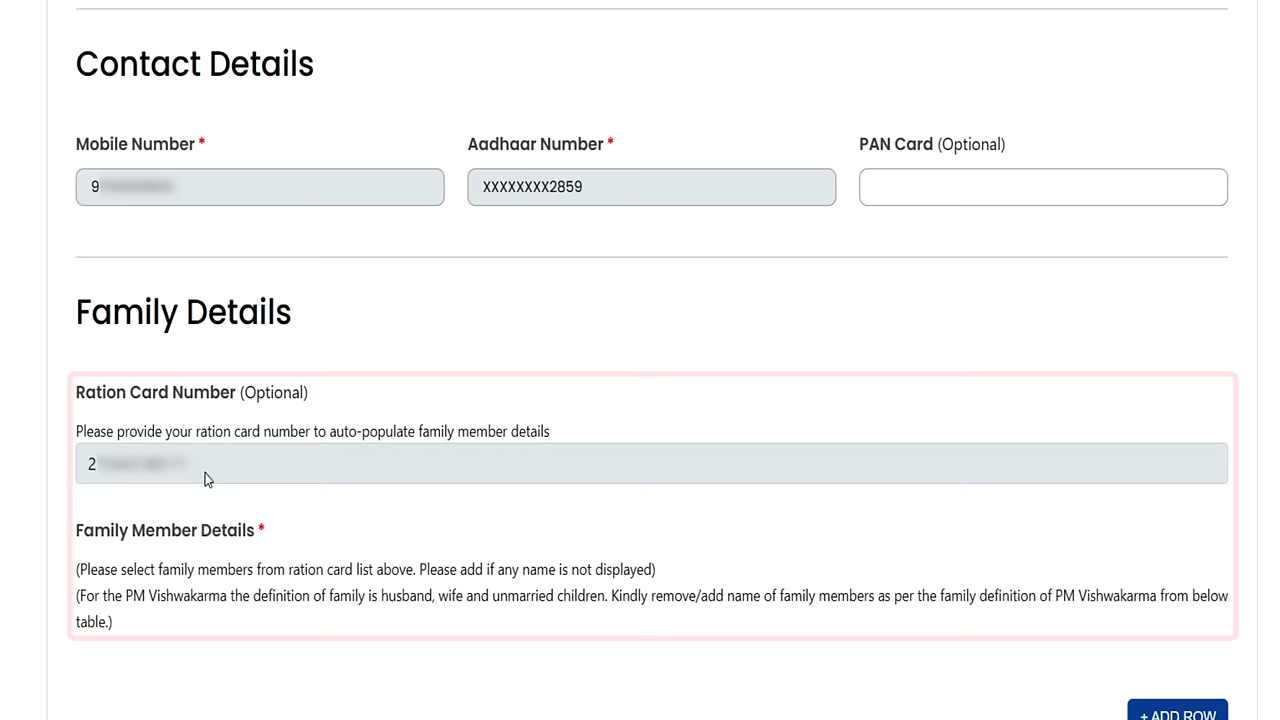 Contact Details
Mobile Number * Aadhaar Number * PAN Card (Optional)
9 XXXXXXXX2859
Family Details
Ration Card Number (Optional)
Please provide your ration card number to auto-populate family member details
2
Family Member Details *
(Please select family members from ration card list above. Please add if any name is not displayed)
(For the PM Vishwakarma the definition of family is husband, wife and unmarried children. Kindly remove/add name of family members as per the family definition of PM Vishwakarma from below
table.)
+ ADD ROW